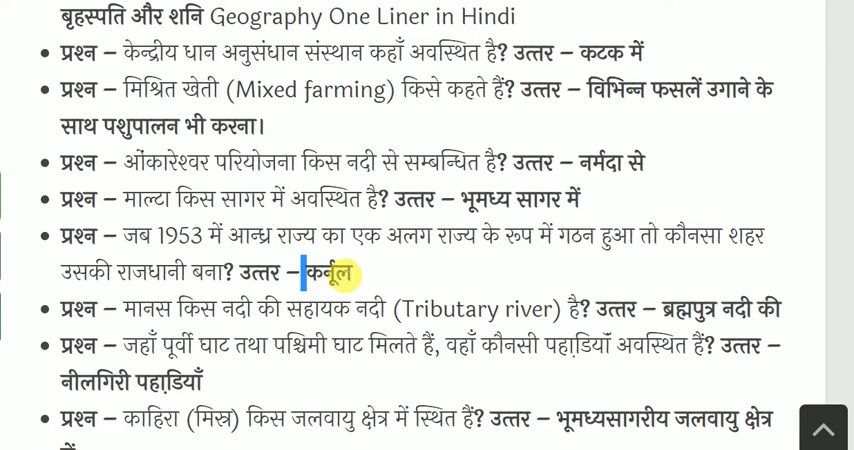 बृहस्पति और शनि Geography One Liner in Hindi
प्रश्न – केन्द्रीय धान अनुसंधान संस्थान कहाँ अवस्थित है? उत्तर – कटक में
प्रश्न – मिश्रित खेती (Mixed farming) किसे कहते हैं? उत्तर – विभिन्न फसलें उगाने के
साथ पशुपालन भी करना।
प्रश्न – ओंकारेश्वर परियोजना किस नदी से सम्बन्धित है? उत्तर – नर्मदा से
प्रश्न – माल्टा किस सागर में अवस्थित है? उत्तर – भूमध्य सागर में
प्रश्न – जब 1953 में आन्ध्र राज्य का एक अलग राज्य के रूप में गठन हुआ तो कौनसा शहर
उसकी राजधानी बना? उत्तर – कर्नूल
प्रश्न – मानस किस नदी की सहायक नदी (Tributary river) है? उत्तर – ब्रह्मपुत्र नदी की
प्रश्न – जहाँ पूर्वी घाट तथा पश्चिमी घाट मिलते हैं, वहाँ कौनसी पहाडि़याँ अवस्थित हैं? उत्तर –
नीलगिरी पहाडि़याँ
प्रश्न – काहिरा (मिस्र) किस जलवायु क्षेत्र में स्थित हैं? उत्तर – भूमध्यसागरीय जलवायु क्षेत्र